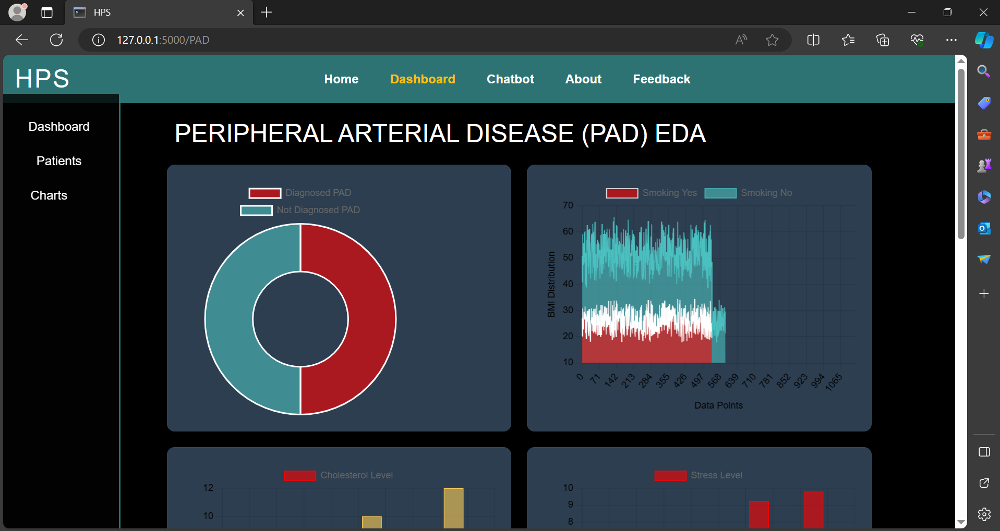 HPS
127.0.0.1:5000/PAD
HPS
Home Dashboard Chatbot About Feedback
Dashboard
Patients
Charts
PERIPHERAL ARTERIAL DISEASE (PAD) EDA
Diagnosed PAD
Not Diagnosed PAD
Smoking Yes Smoking No
70
60
50
40
30
20
10
BMI Distribution
0 71 142 213 284 355 426 497 568 639 710 781 852 923 994 1065
Data Points
Cholesterol Level
12
10
Stress Level
10
9
8